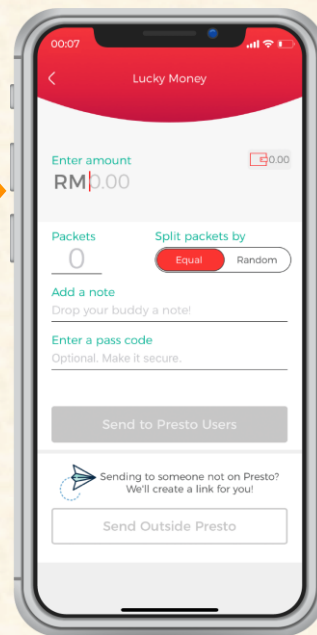 00:07
Lucky Money
Enter amount
0.00
RM0.00
Packets
Split packets by
0
Equal
Random
Add a note
Drop your buddy a note!
Enter a pass code
Optional. Make it secure.
Send to Presto Users
Sending to someone not on Presto?
We'll create a link for you!
Send Outside Presto